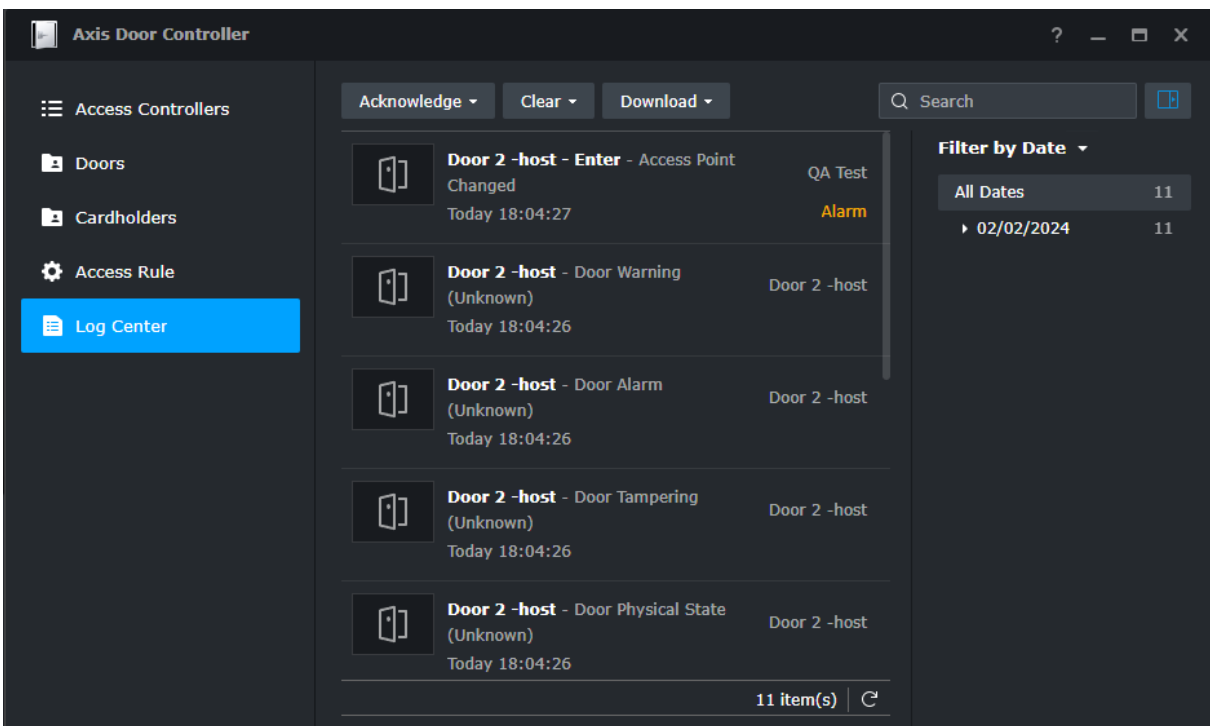 Axis Door Controller
?
Access Controllers
Doors
Cardholders
Access Rule
Log Center
Acknowledge Clear Download Search
Door 2 -host - Enter - Access Point
Changed
Today 18:04:27
QA Test
Alarm
Door 2 -host - Door Warning
(Unknown)
Today 18:04:26
Door 2 -host
Door 2 -host - Door Alarm
(Unknown)
Today 18:04:26
Door 2 -host
Door 2 -host - Door Tampering
(Unknown)
Today 18:04:26
Door 2 -host
Door 2 -host - Door Physical State
(Unknown)
Today 18:04:26
Door 2 -host
11 item(s)
Filter by Date
All Dates 11
02/02/2024 11